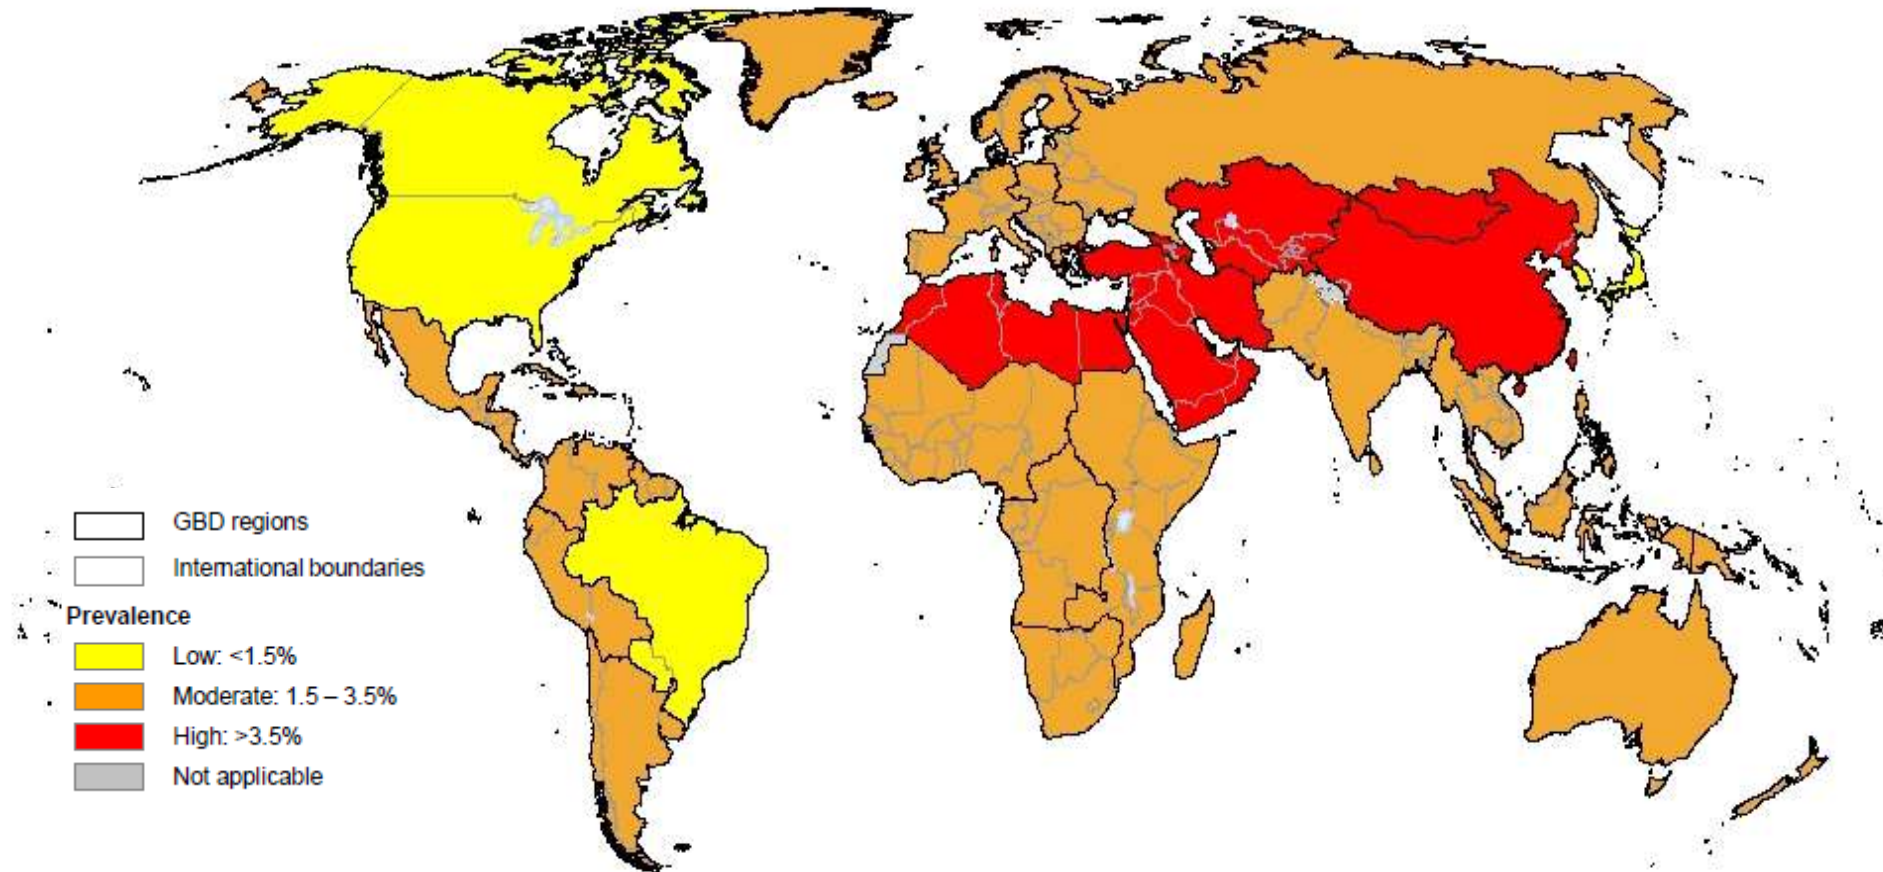 GBD regions
International boundaries
Prevalence
Low: <1.5%
Moderate: 1.5 – 3.5%
High: >3.5%
Not applicable